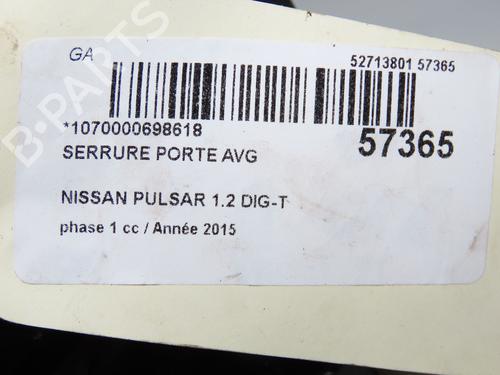 GA
52713801 57365
*1070000698618
57365
SERRURE PORTE AVG
NISSAN PULSAR 1.2 DIG-T
phase 1 cc / Année 2015
B-PARTS